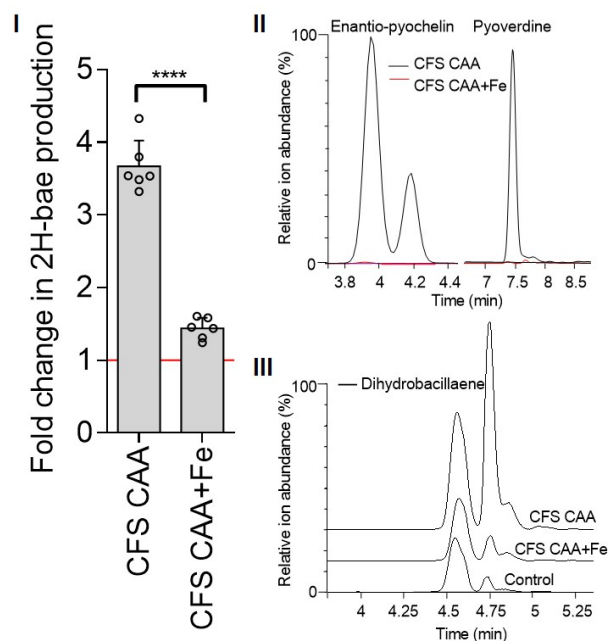 I
Fold change in 2H-bae production
5
4
3
2
1
0
****
CFS CAA
CFS CAA+Fe
II
Enantio-pyochelin Pyoverdine
CFS CAA
CFS CAA+Fe
Relative ion abundance (%)
100
0
3.8 4 4.2 4.4 7 7.5 8 8.5
Time (min)
III
Dihydrobacillaene
Relative ion abundance (%)
100
0
CFS CAA
CFS CAA+Fe
Control
4 4.25 4.5 4.75 5 5.25
Time (min)